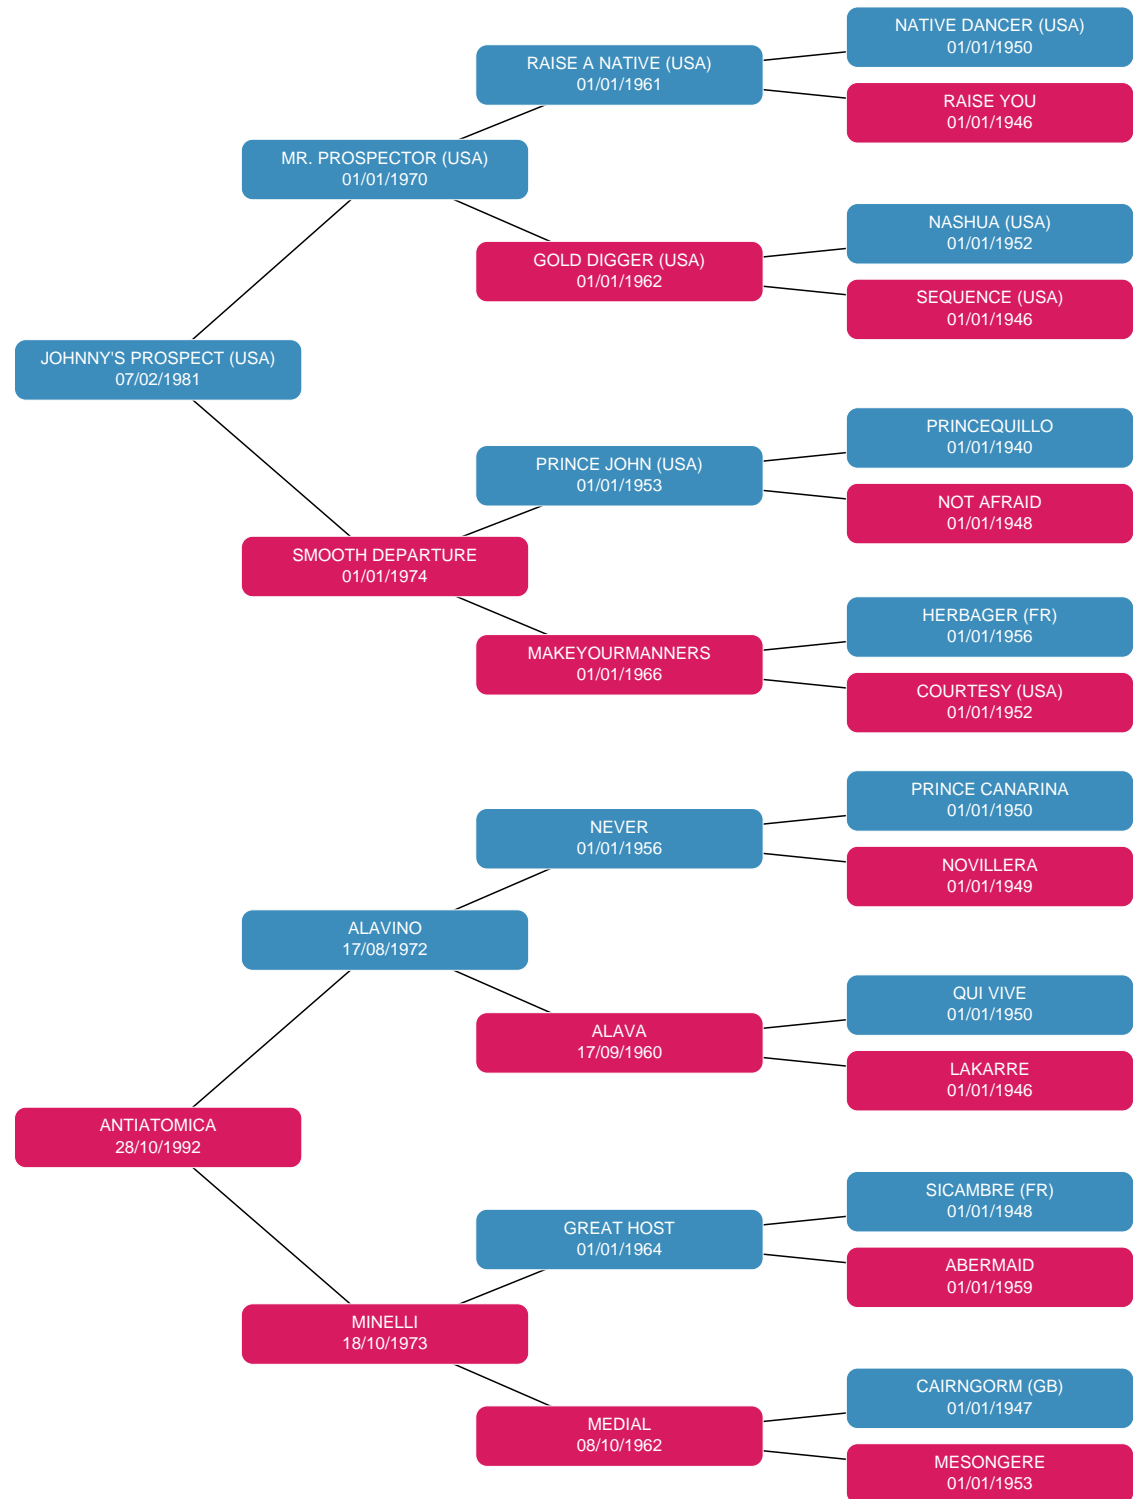 NATIVE DANCER (USA)
01/01/1950
RAISE A NATIVE (USA)
01/01/1961
RAISE YOU
01/01/1946
MR. PROSPECTOR (USA)
01/01/1970
NASHUA (USA)
01/01/1952
GOLD DIGGER (USA)
01/01/1962
SEQUENCE (USA)
01/01/1946
JOHNNY'S PROSPECT (USA)
07/02/1981
PRINCEQUILLO
01/01/1940
PRINCE JOHN (USA)
01/01/1953
NOT AFRAID
01/01/1948
SMOOTH DEPARTURE
01/01/1974
HERBAGER (FR)
01/01/1956
MAKEYOURMANNERS
01/01/1966
COURTESY (USA)
01/01/1952
PRINCE CANARINA
01/01/1950
NEVER
01/01/1956
NOVILLERA
01/01/1949
ALAVINO
17/08/1972
QUI VIVE
01/01/1950
ALAVA
17/09/1960
LAKARRE
01/01/1946
ANTIATOMICA
28/10/1992
SICAMBRE (FR)
01/01/1948
GREAT HOST
01/01/1964
ABERMAID
01/01/1959
MINELLI
18/10/1973
CAIRNGORM (GB)
01/01/1947
MEDIAL
08/10/1962
MESONGERE
01/01/1953